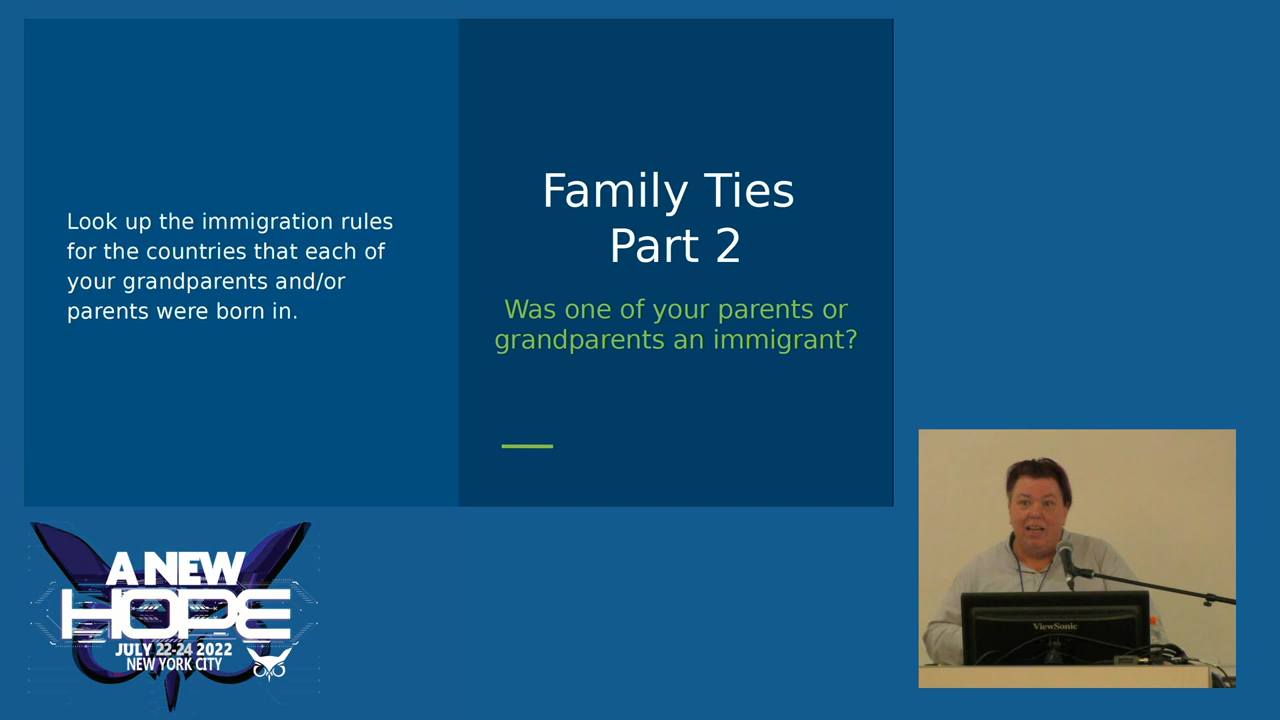 Look up the immigration rules
for the countries that each of
your grandparents and/or
parents were born in.
Family Ties
Part 2
Was one of your parents or
grandparents an immigrant?
A NEW
HOPE
JULY 22-24 2022
NEW YORK CITY
ViewSonic